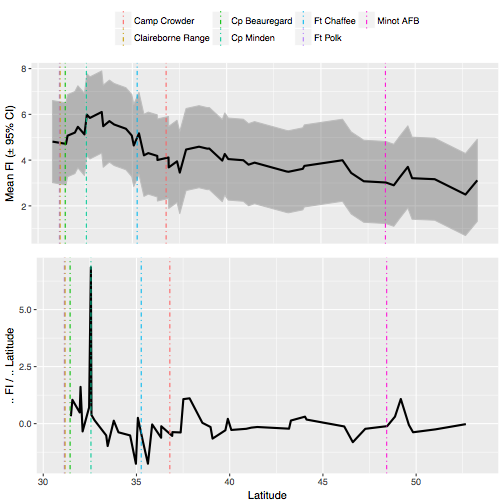 Camp Crowder Cp Beauregard Ft Chaffee Minot AFB
Claireborne Range Cp Minden Ft Polk
Mean FI (± 95% CI)
8
6
4
2
.. FI / .. Latitude
5.0
2.5
0.0
30 35 40 45 50
Latitude